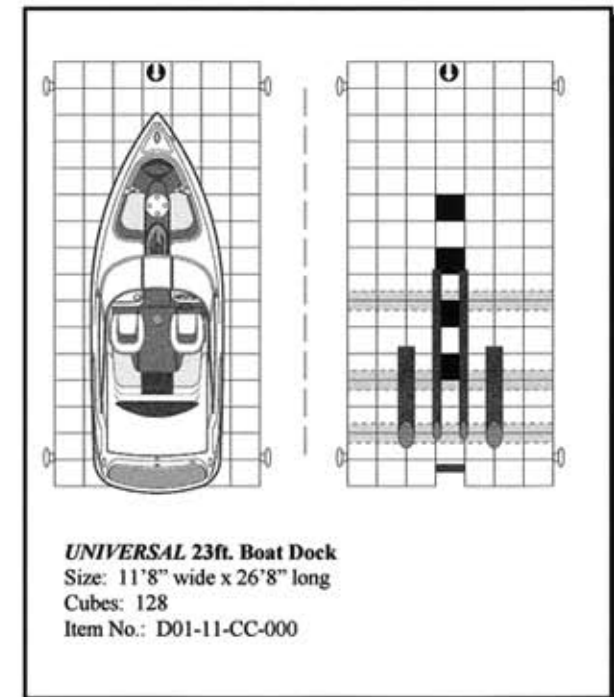 UNIVERSAL 23ft. Boat Dock
Size: 11’8” wide x 26’8” long
Cubes: 128
Item No.: D01-11-CC-000